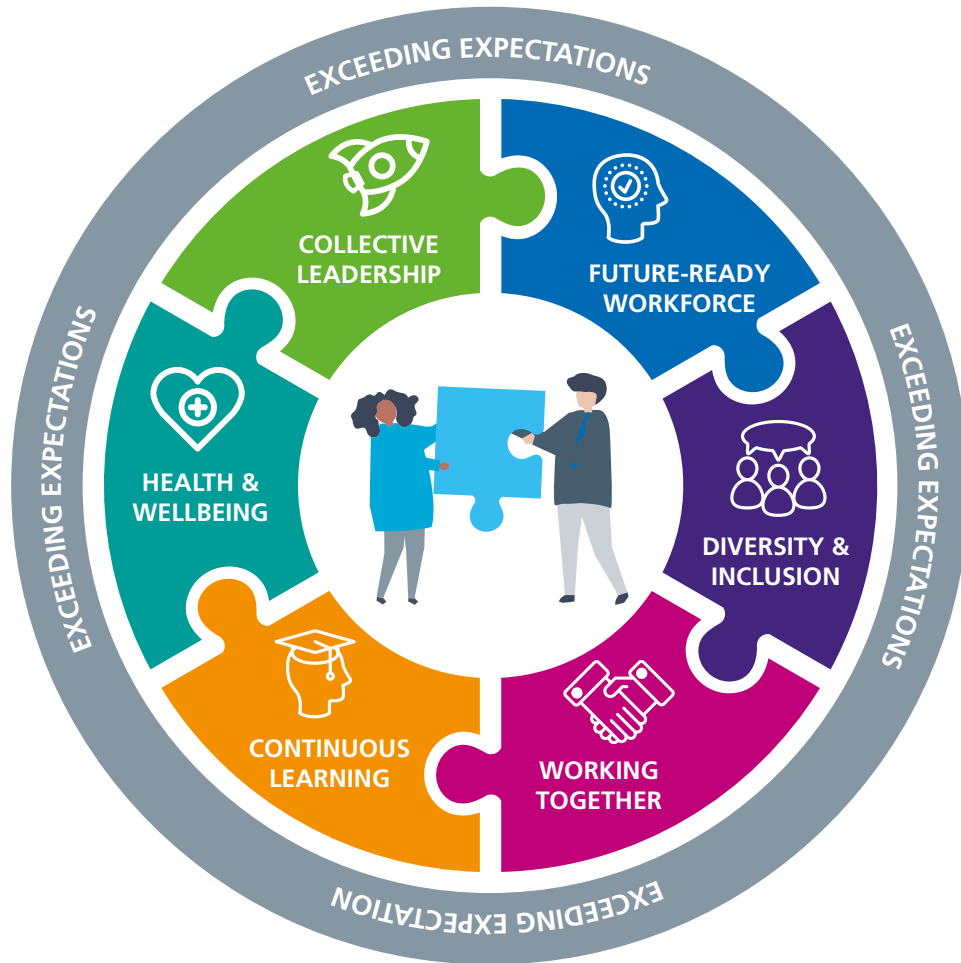 EXCEEDING EXPECTATIONS
COLLECTIVE
LEADERSHIP
FUTURE-READY
WORKFORCE
EXCEEDING EXPECTATIONS
EXCEEDING EXPECTATIONS
HEALTH &
WELLBEING
DIVERSITY &
INCLUSION
CONTINUOUS
LEARNING
WORKING
TOGETHER
EXCEEDING EXPECTATION